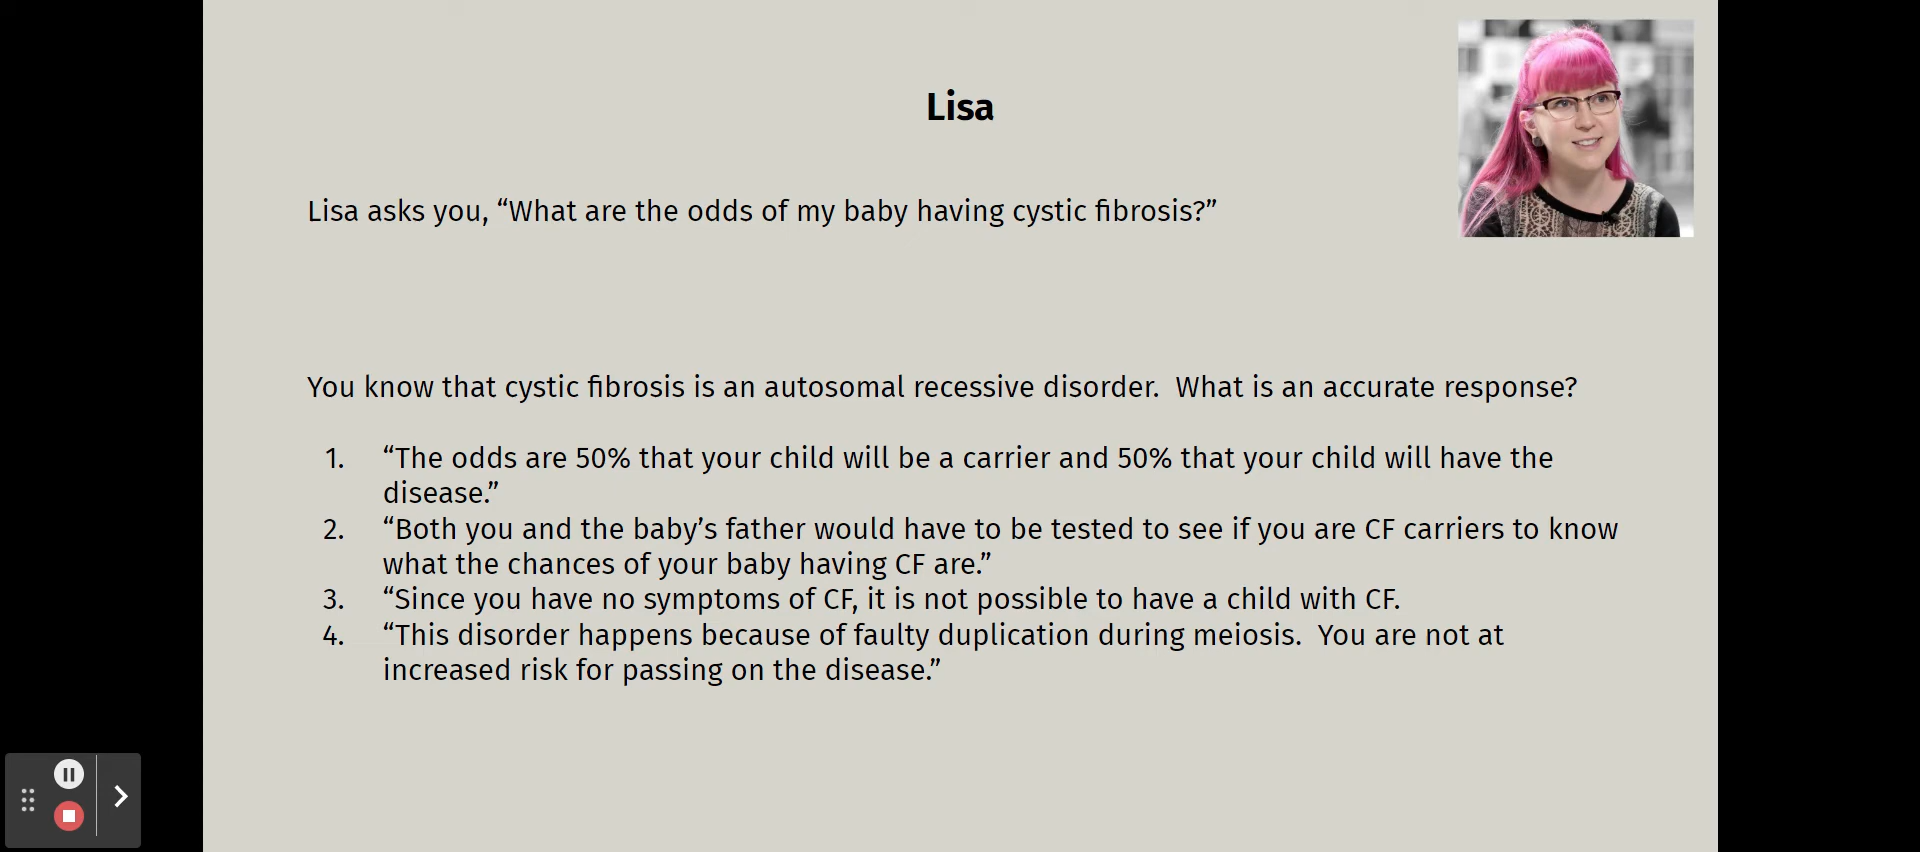 Lisa
Lisa asks you, “What are the odds of my baby having cystic fibrosis?”
You know that cystic fibrosis is an autosomal recessive disorder.  What is an accurate response?
1. “The odds are 50% that your child will be a carrier and 50% that your child will have the
disease.”
2. “Both you and the baby’s father would have to be tested to see if you are CF carriers to know
what the chances of your baby having CF are.”
3. “Since you have no symptoms of CF, it is not possible to have a child with CF.
4. “This disorder happens because of faulty duplication during meiosis.  You are not at
increased risk for passing on the disease.”